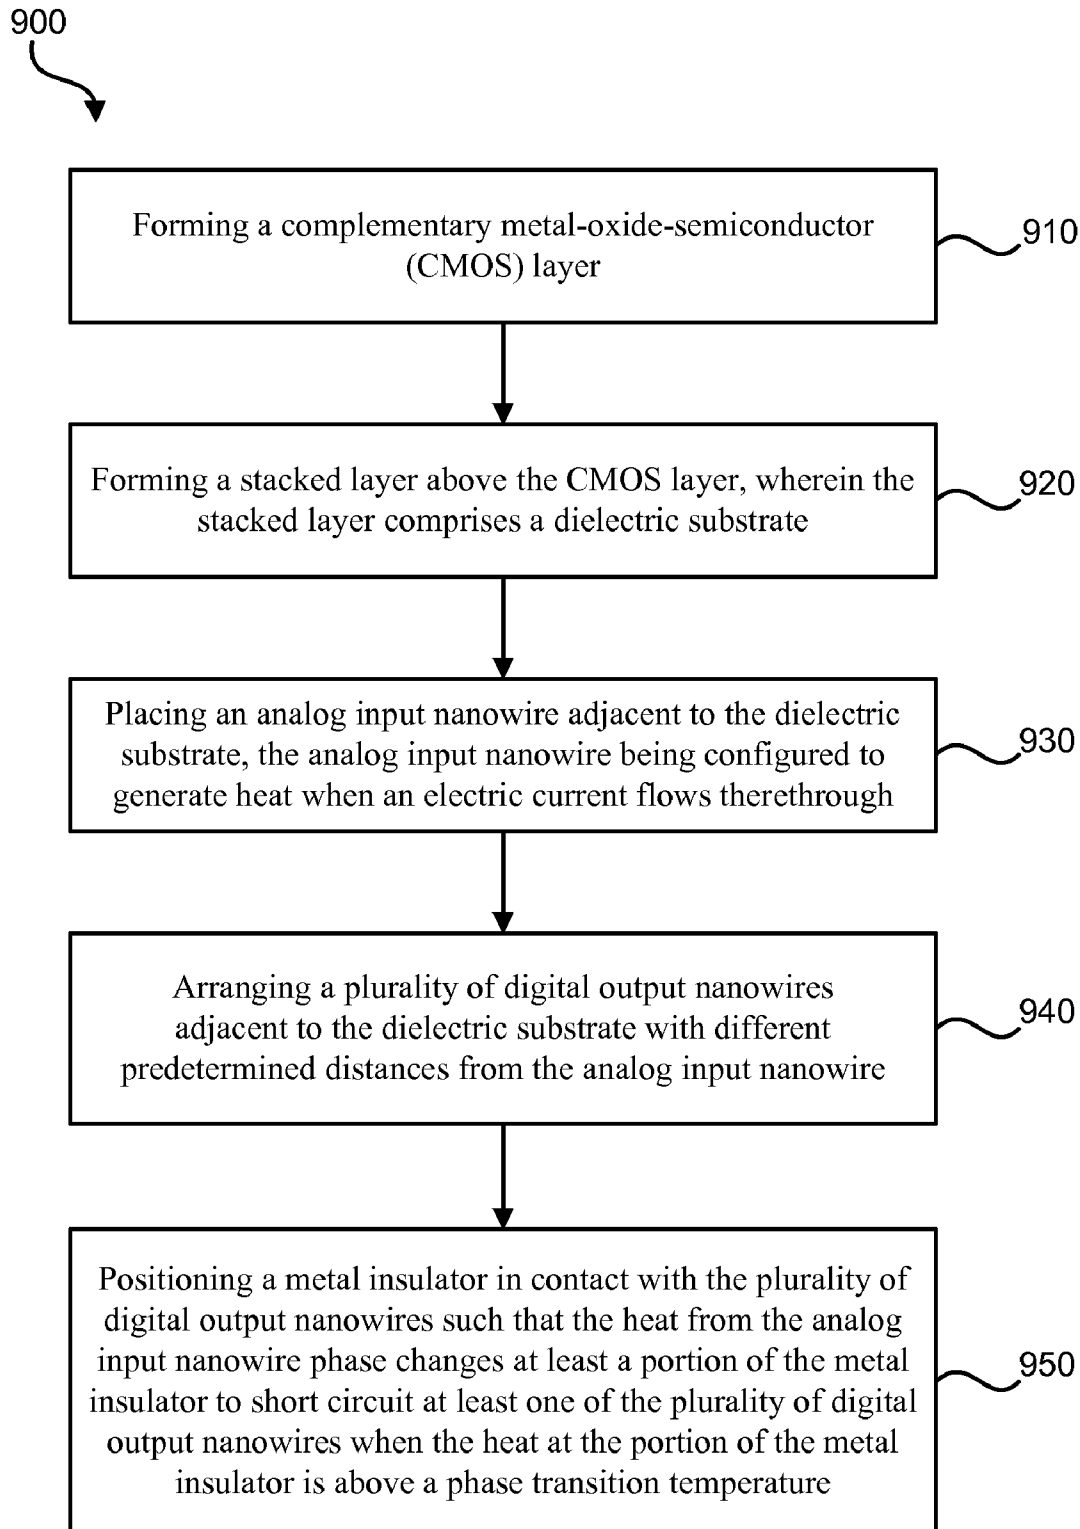 900
Forming a complementary metal-oxide-semiconductor
(CMOS) layer
910
Forming a stacked layer above the CMOS layer, wherein the
stacked layer comprises a dielectric substrate
920
Placing an analog input nanowire adjacent to the dielectric
substrate, the analog input nanowire being configured to
generate heat when an electric current flows therethrough
930
Arranging a plurality of digital output nanowires
adjacent to the dielectric substrate with different
predetermined distances from the analog input nanowire
940
Positioning a metal insulator in contact with the plurality of
digital output nanowires such that the heat from the analog
input nanowire phase changes at least a portion of the metal
insulator to short circuit at least one of the plurality of digital
output nanowires when the heat at the portion of the metal
insulator is above a phase transition temperature
950